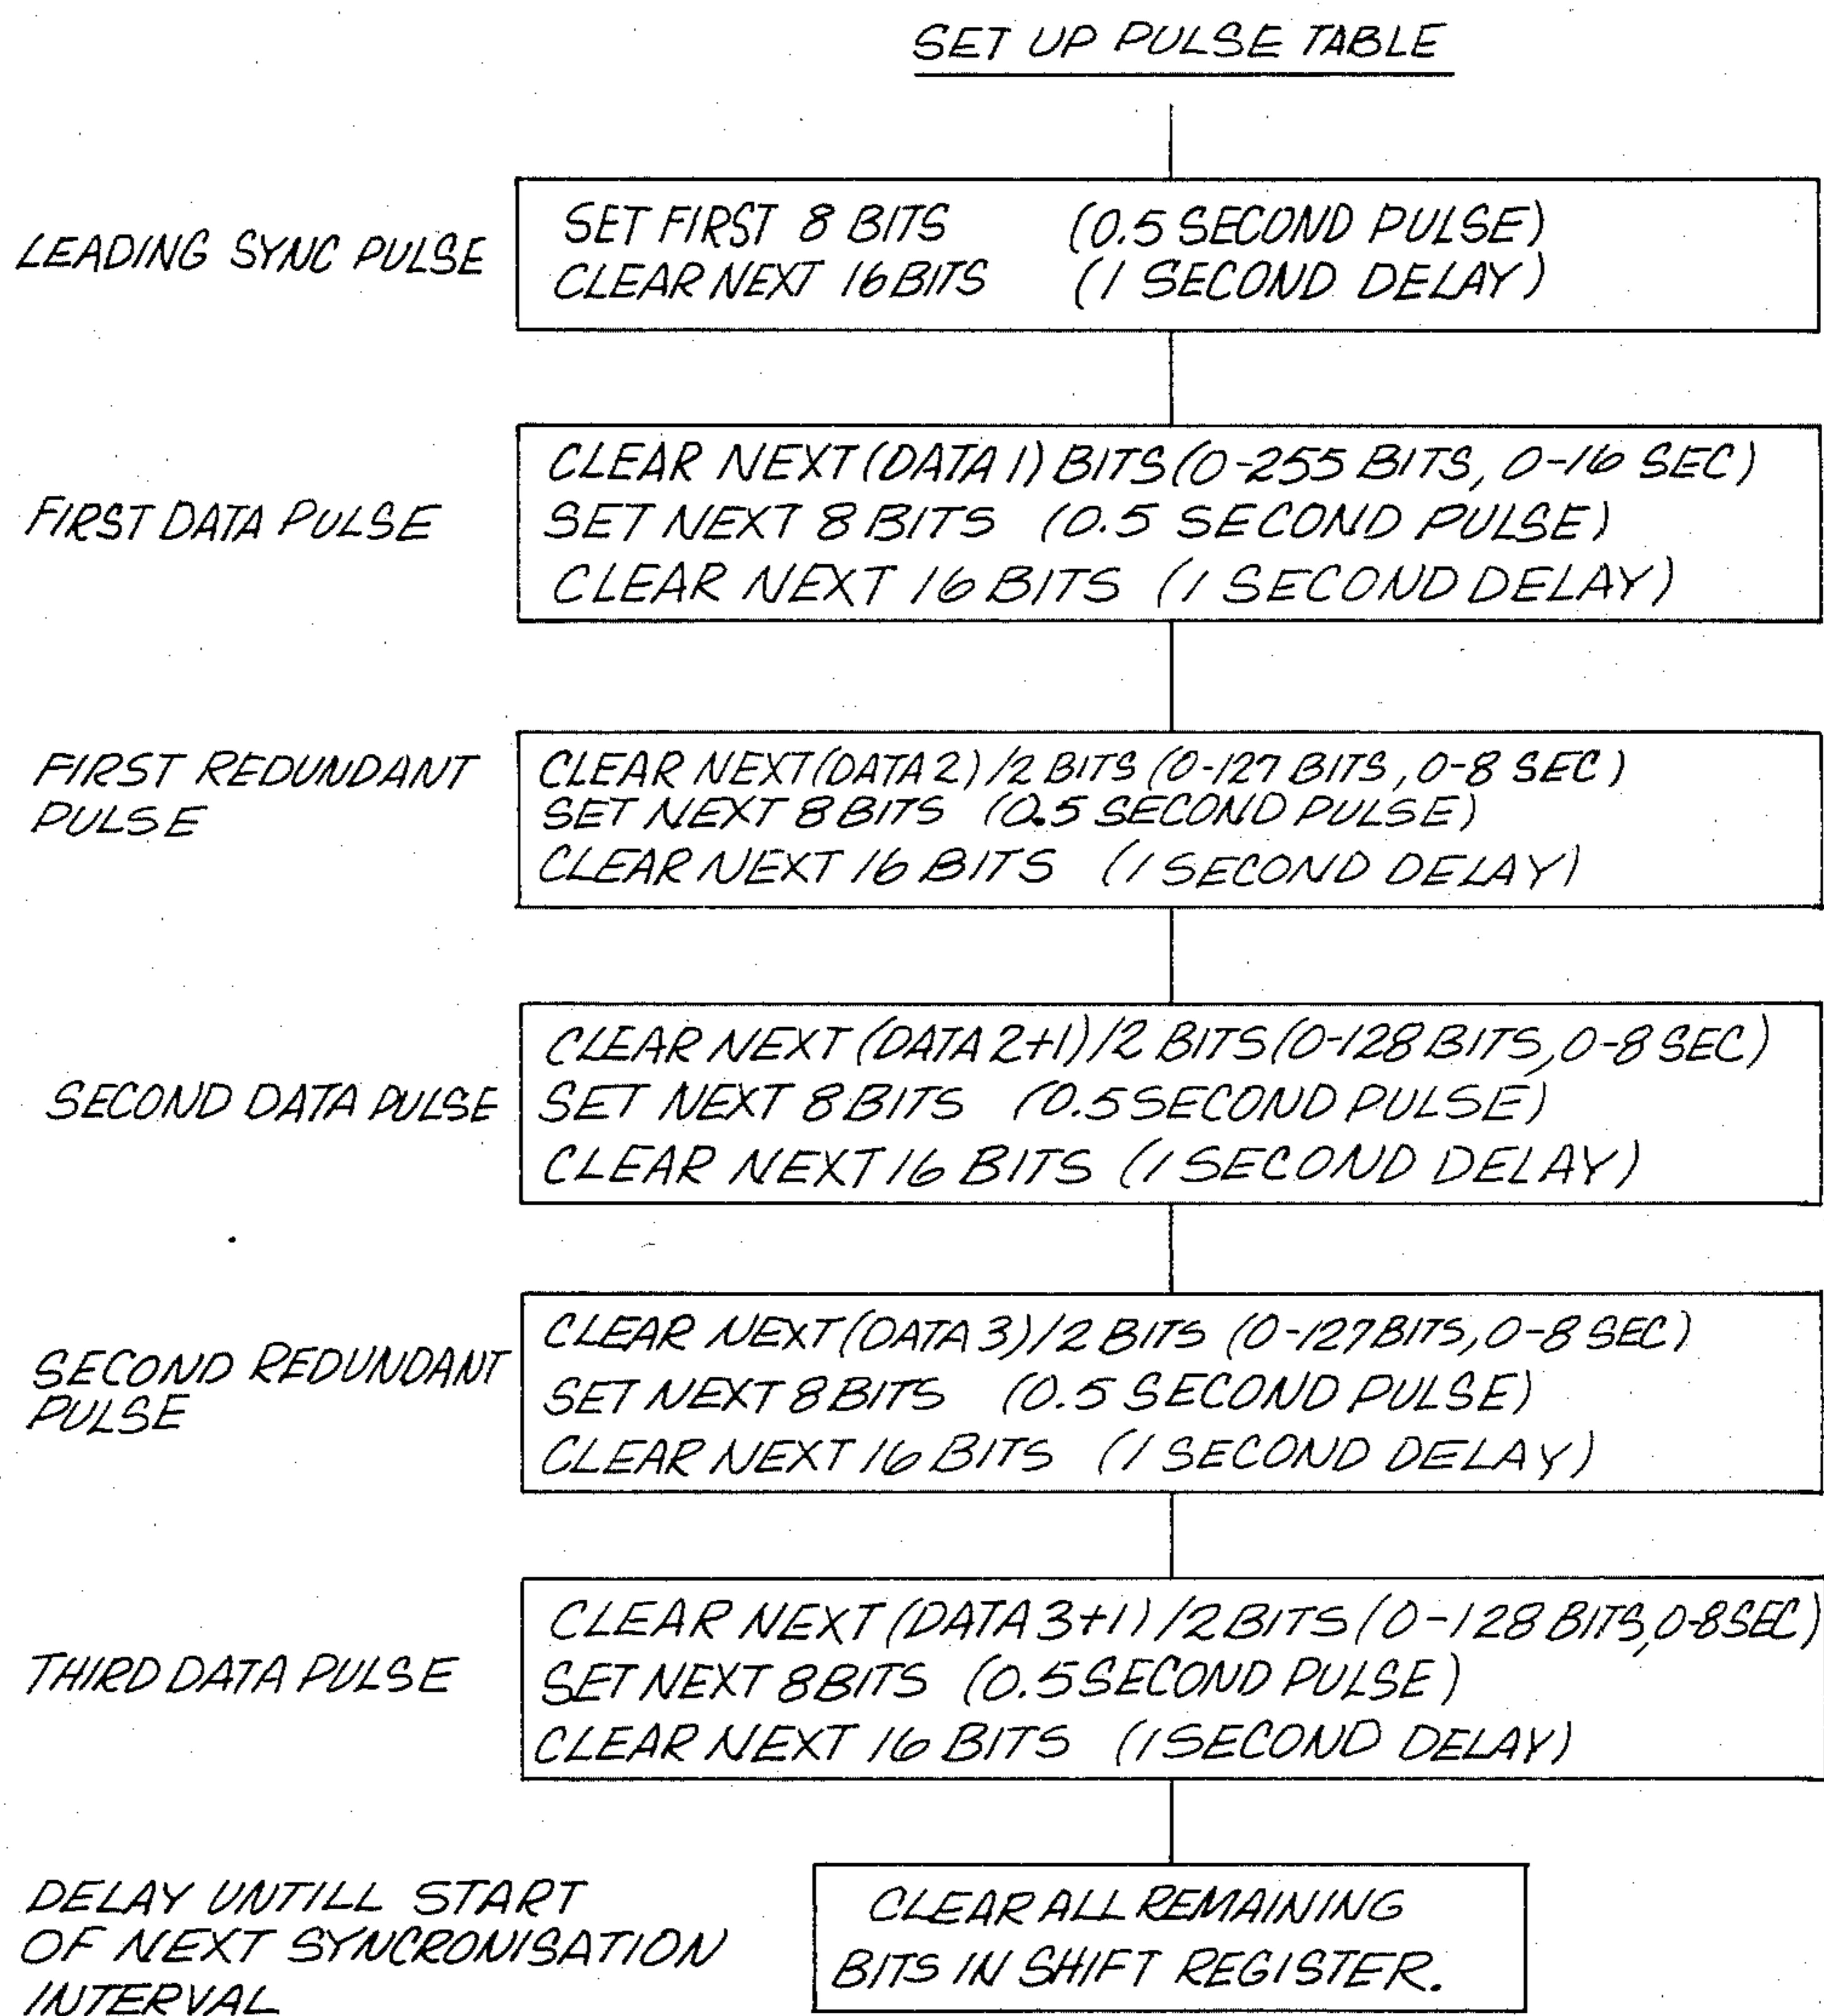 SET UP PULSE TABLE
LEADING SYNC PULSE
SET FIRST 8 BITS (0.5 SECOND PULSE)
CLEAR NEXT 16 BITS (1 SECOND DELAY)
FIRST DATA PULSE
CLEAR NEXT (DATA 1) BITS (0-255 BITS, 0-16 SEC)
SET NEXT 8 BITS (0.5 SECOND PULSE)
CLEAR NEXT 16 BITS (1 SECOND DELAY)
FIRST REDUNDANT
PULSE
CLEAR NEXT (DATA 2)/2 BITS (0-127 BITS, 0-8 SEC)
SET NEXT 8 BITS (0.5 SECOND PULSE)
CLEAR NEXT 16 BITS (1 SECOND DELAY)
SECOND DATA PULSE
CLEAR NEXT (DATA 2+1)/2 BITS (0-128 BITS, 0-8 SEC)
SET NEXT 8 BITS (0.5 SECOND PULSE)
CLEAR NEXT 16 BITS (1 SECOND DELAY)
SECOND REDUNDANT
PULSE
CLEAR NEXT (DATA 3)/2 BITS (0-127 BITS, 0-8 SEC)
SET NEXT 8 BITS (0.5 SECOND PULSE)
CLEAR NEXT 16 BITS (1 SECOND DELAY)
THIRD DATA PULSE
CLEAR NEXT (DATA 3+1)/2 BITS (0-128 BITS, 0-8 SEC)
SET NEXT 8 BITS (0.5 SECOND PULSE)
CLEAR NEXT 16 BITS (1 SECOND DELAY)
DELAY UNTILL START
OF NEXT SYNCRONISATION
INTERVAL
CLEAR ALL REMAINING
BITS IN SHIFT REGISTER.